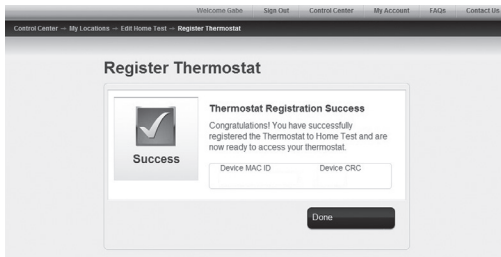 Welcome Gabe Sign Out Control Center My Account FAQs Contact Us
Control Center → My Locations → Edit Home Test → Register Thermostat
Register Thermostat
Thermostat Registration Success
Congratulations! You have successfully
registered the Thermostat to Home Test and are
now ready to access your thermostat.
Success
Device MAC ID Device CRC
Done